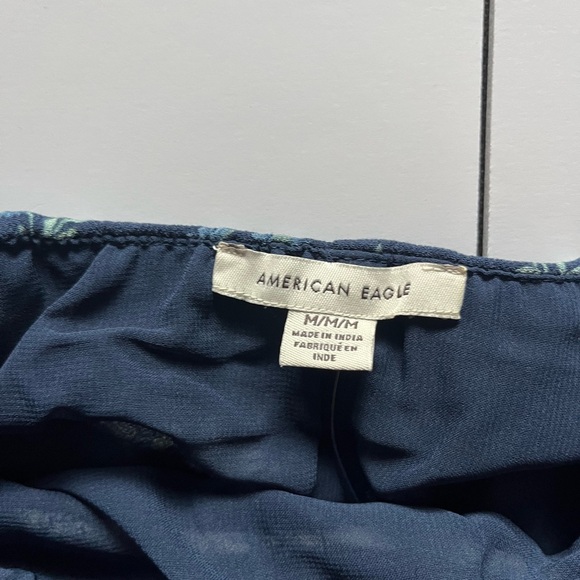 AMERICAN EAGLE
M/M/M
MADE IN INDIA
FABRIQUÉ EN
INDE